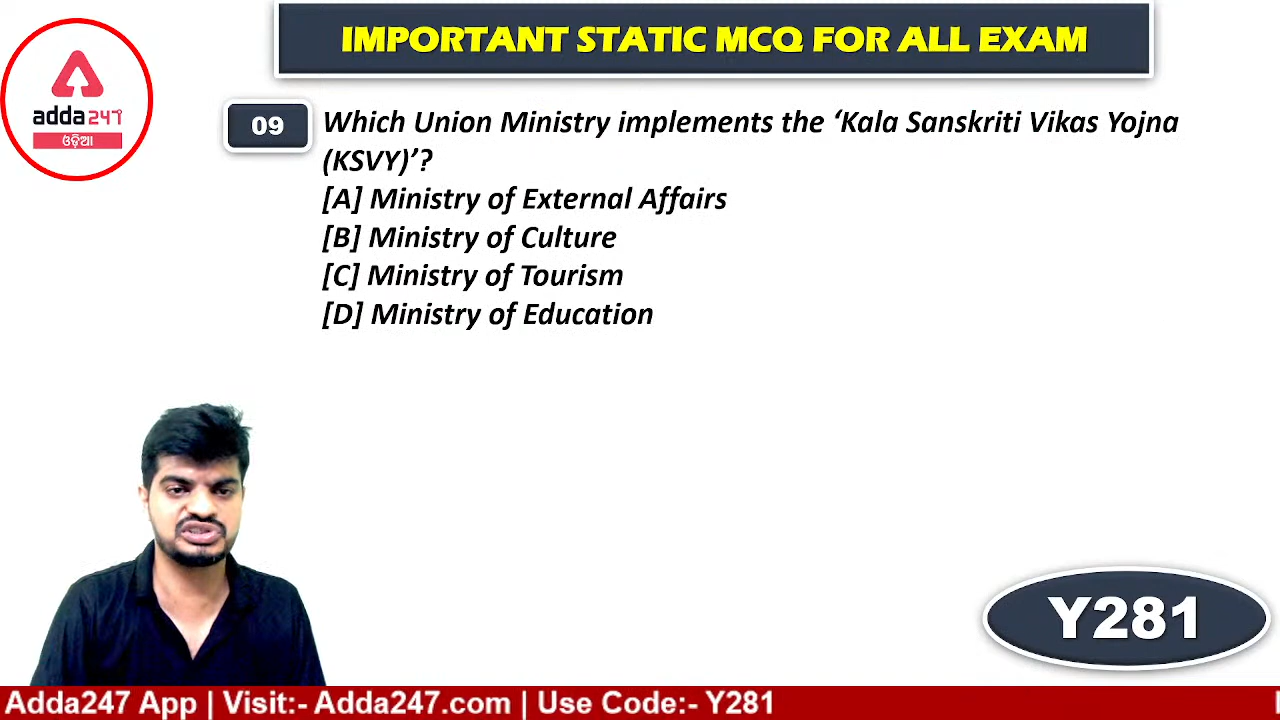 IMPORTANT STATIC MCQ FOR ALL EXAM
adda247
ଓଡ଼ିଆ
09
Which Union Ministry implements the ‘Kala Sanskriti Vikas Yojna
(KSVY)’?
[A] Ministry of External Affairs
[B] Ministry of Culture
[C] Ministry of Tourism
[D] Ministry of Education
Y281
Adda247 App | Visit:- Adda247.com | Use Code:- Y281